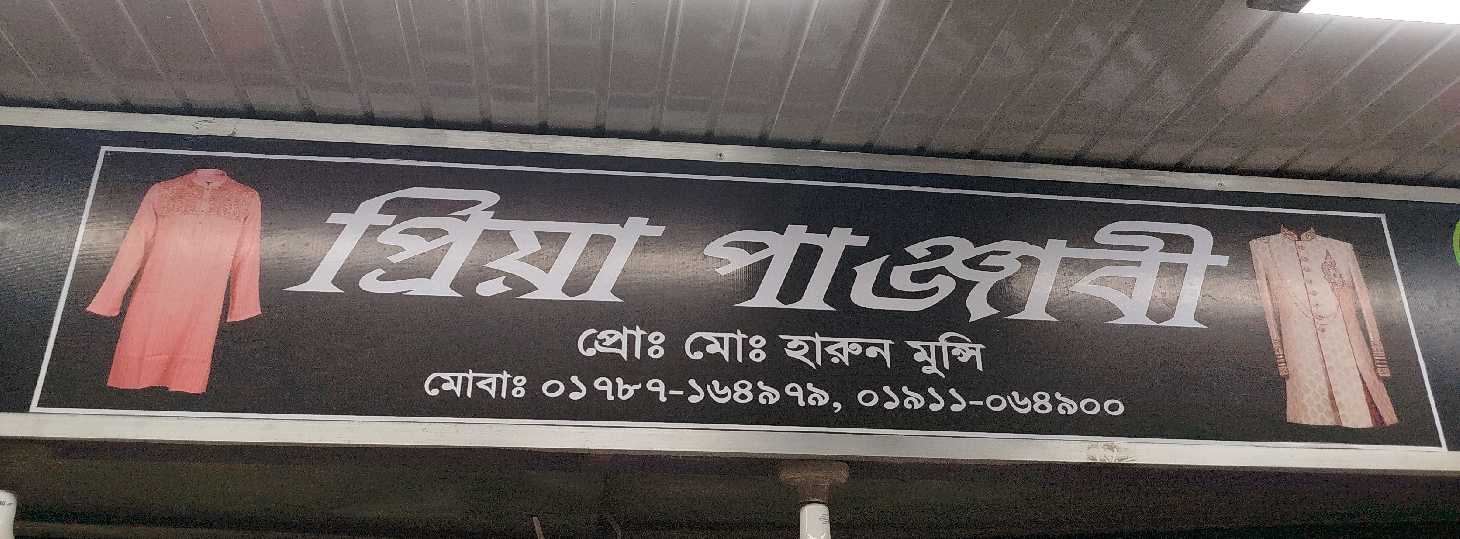 প্রিয়া পাঞ্জাবী
প্রোঃ মোঃ হারুন মুন্সি
মোবাঃ ০১৭৮৭-১৬৪৯৭৯, ০১৯১১-০৬৪৯০০